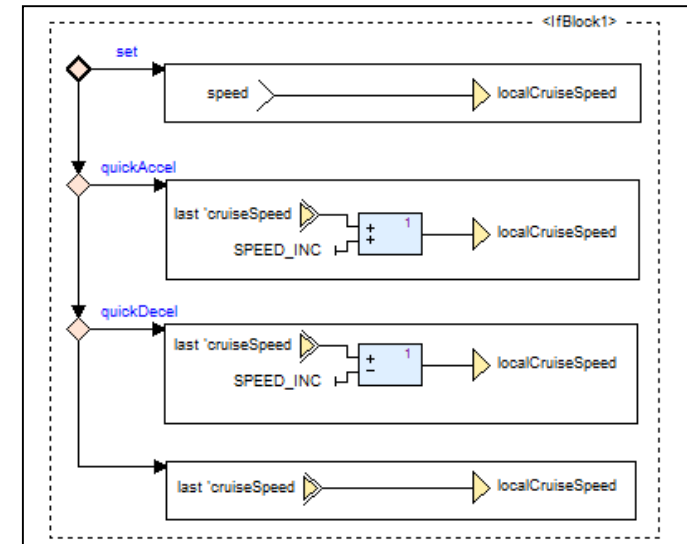 <IfBlock1>
set
speed
localCruiseSpeed
quickAccel
last 'cruiseSpeed
+
+
1
SPEED_INC
localCruiseSpeed
quickDecel
last 'cruiseSpeed
+
−
1
SPEED_INC
localCruiseSpeed
last 'cruiseSpeed
localCruiseSpeed